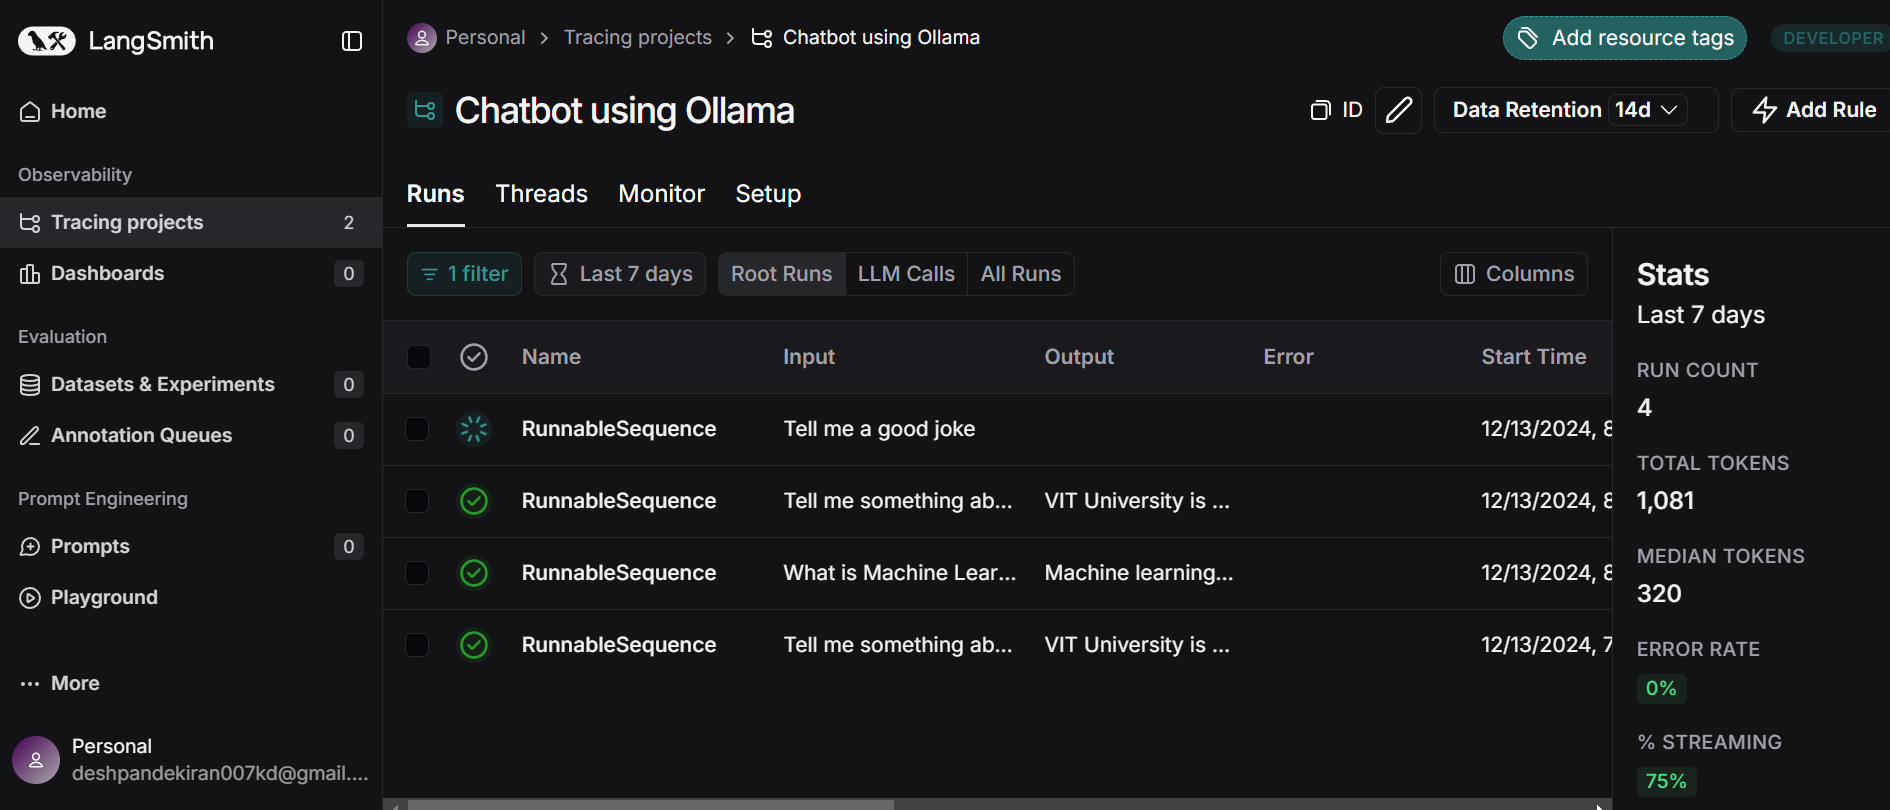 LangSmith
Home
Observability
Tracing projects 2
Dashboards 0
Evaluation
Datasets & Experiments 0
Annotation Queues 0
Prompt Engineering
Prompts 0
Playground
More
Personal
deshpandekiran007kd@gmail....
Personal > Tracing projects > Chatbot using Ollama
Add resource tags
DEVELOPER
Chatbot using Ollama
ID
Data Retention 14d
Add Rule
Runs Threads Monitor Setup
1 filter Last 7 days Root Runs LLM Calls All Runs Columns
Name Input Output Error Start Time
RunnableSequence Tell me a good joke 12/13/2024, 8
RunnableSequence Tell me something ab... VIT University is ... 12/13/2024, 8
RunnableSequence What is Machine Lear... Machine learning... 12/13/2024, 8
RunnableSequence Tell me something ab... VIT University is ... 12/13/2024, 7
Stats
Last 7 days
RUN COUNT
4
TOTAL TOKENS
1,081
MEDIAN TOKENS
320
ERROR RATE
0%
% STREAMING
75%